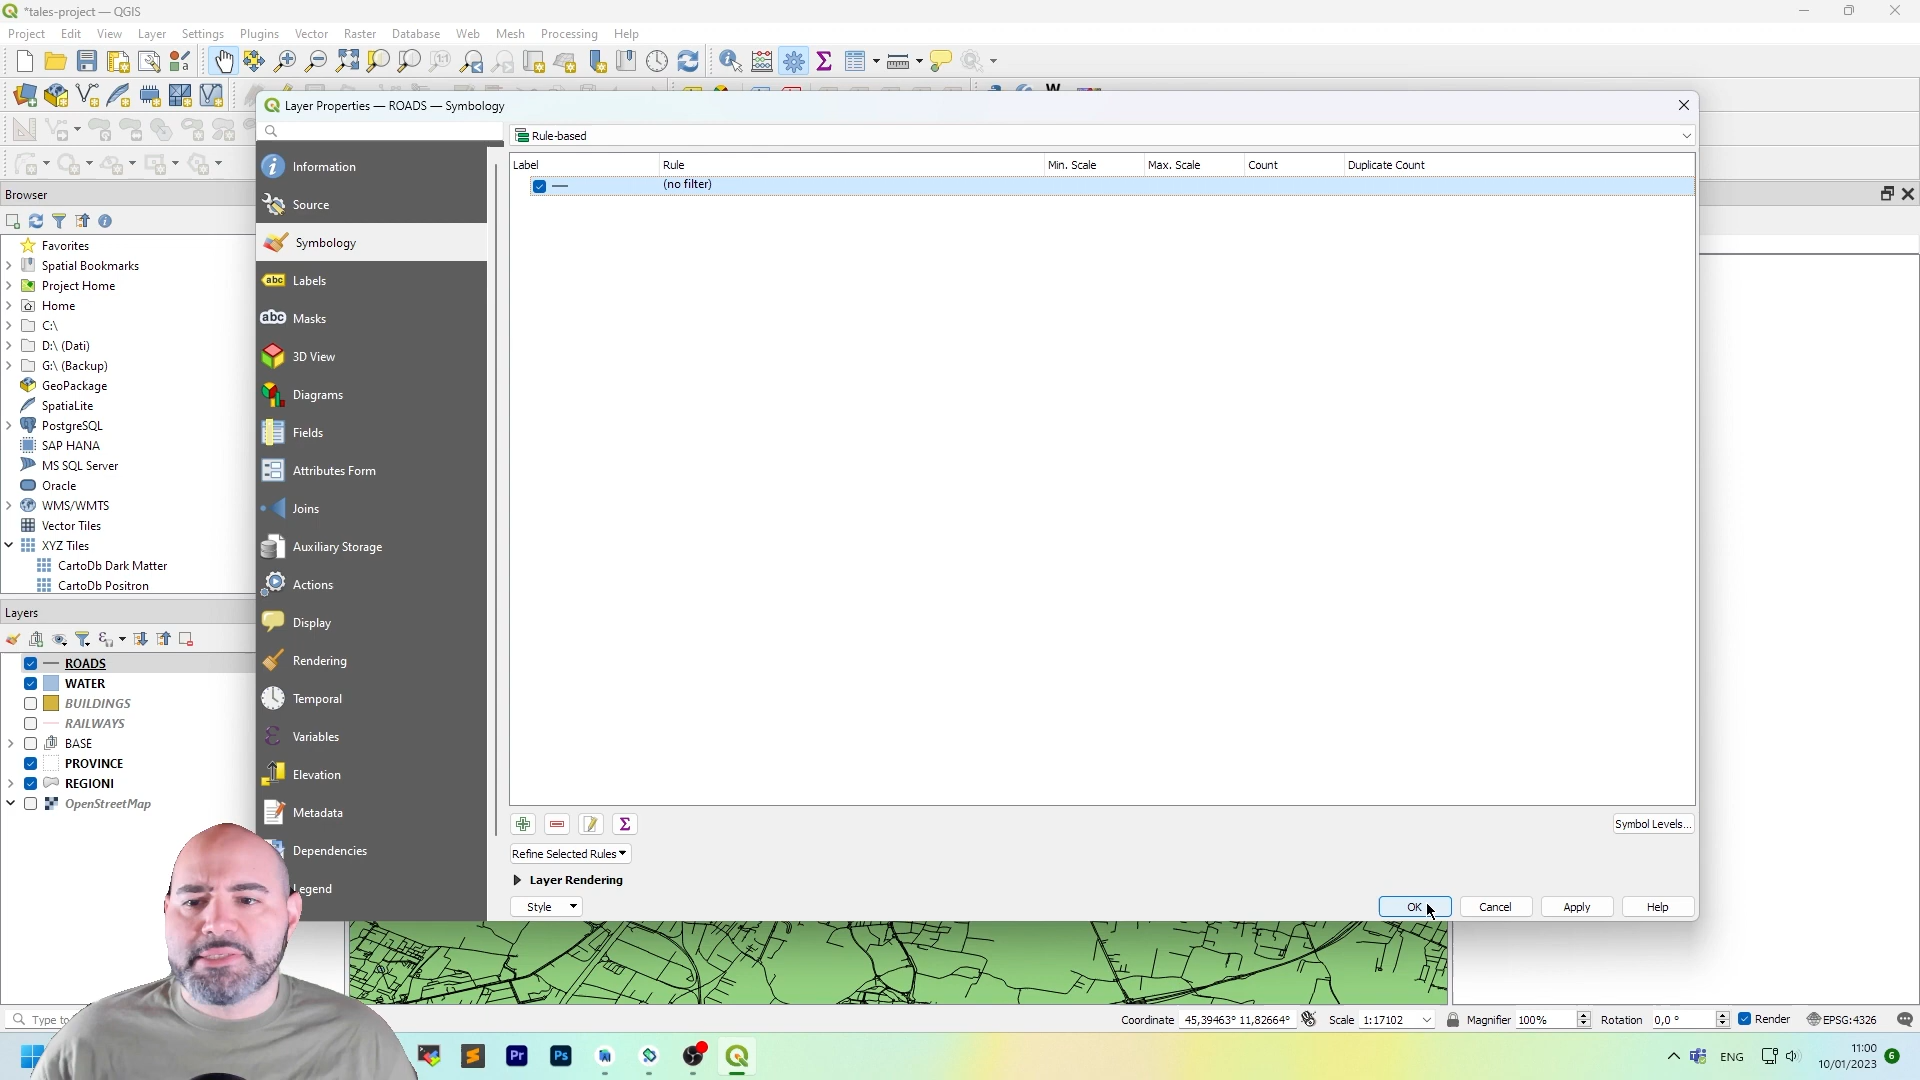 *tales-project — QGIS
Project Edit View Layer Settings Plugins Vector Raster Database Web Mesh Processing Help
Layer Properties — ROADS — Symbology
Information
Source
Symbology
Labels
Masks
3D View
Diagrams
Fields
Attributes Form
Joins
Auxiliary Storage
Actions
Display
Rendering
Temporal
Variables
Elevation
Metadata
Dependencies
Legend
Rule-based
Label Rule Min. Scale Max. Scale Count Duplicate Count
(no filter)
Symbol Levels...
Refine Selected Rules
Layer Rendering
Style
OK Cancel Apply Help
Browser
Favorites
Spatial Bookmarks
Project Home
Home
C:\
D:\ (Dati)
G:\ (Backup)
GeoPackage
SpatiaLite
PostgreSQL
SAP HANA
MS SQL Server
Oracle
WMS/WMTS
Vector Tiles
XYZ Tiles
CartoDb Dark Matter
CartoDb Positron
Layers
ROADS
WATER
BUILDINGS
RAILWAYS
BASE
PROVINCE
REGIONI
OpenStreetMap
Type to
Coordinate 45,39463° 11,82664° Scale 1:17102 Magnifier 100% Rotation 0,0 ° Render EPSG:4326
Pr Ps
ENG
11:00
10/01/2023
6